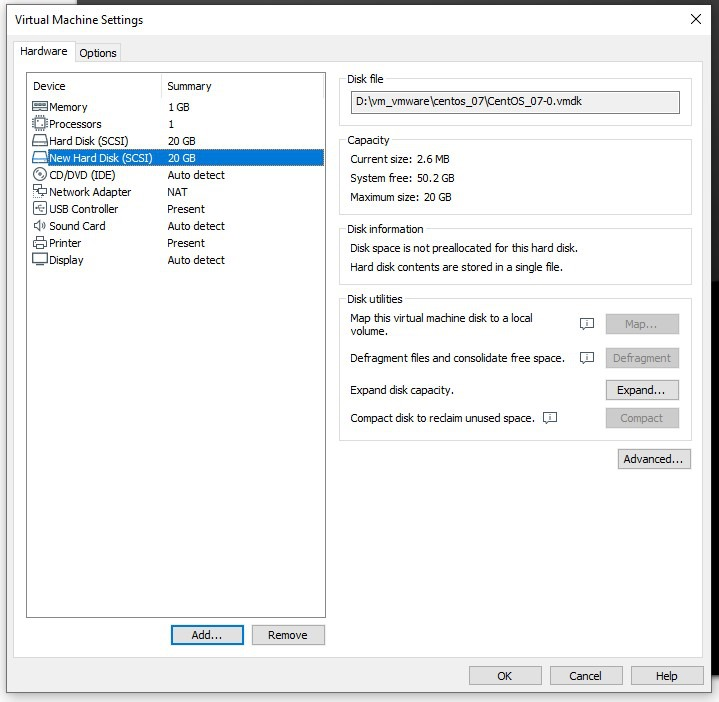 Virtual Machine Settings
Hardware Options
Device Summary
Memory 1 GB
Processors 1
Hard Disk (SCSI) 20 GB
New Hard Disk (SCSI) 20 GB
CD/DVD (IDE) Auto detect
Network Adapter NAT
USB Controller Present
Sound Card Auto detect
Printer Present
Display Auto detect
Add... Remove
Disk file
D:\vm_vmware\centos_07\CentOS_07-0.vmdk
Capacity
Current size: 2.6 MB
System free: 50.2 GB
Maximum size: 20 GB
Disk information
Disk space is not preallocated for this hard disk.
Hard disk contents are stored in a single file.
Disk utilities
Map this virtual machine disk to a local
volume.
Map...
Defragment files and consolidate free space. Defragment
Expand disk capacity. Expand...
Compact disk to reclaim unused space. Compact
Advanced...
OK Cancel Help